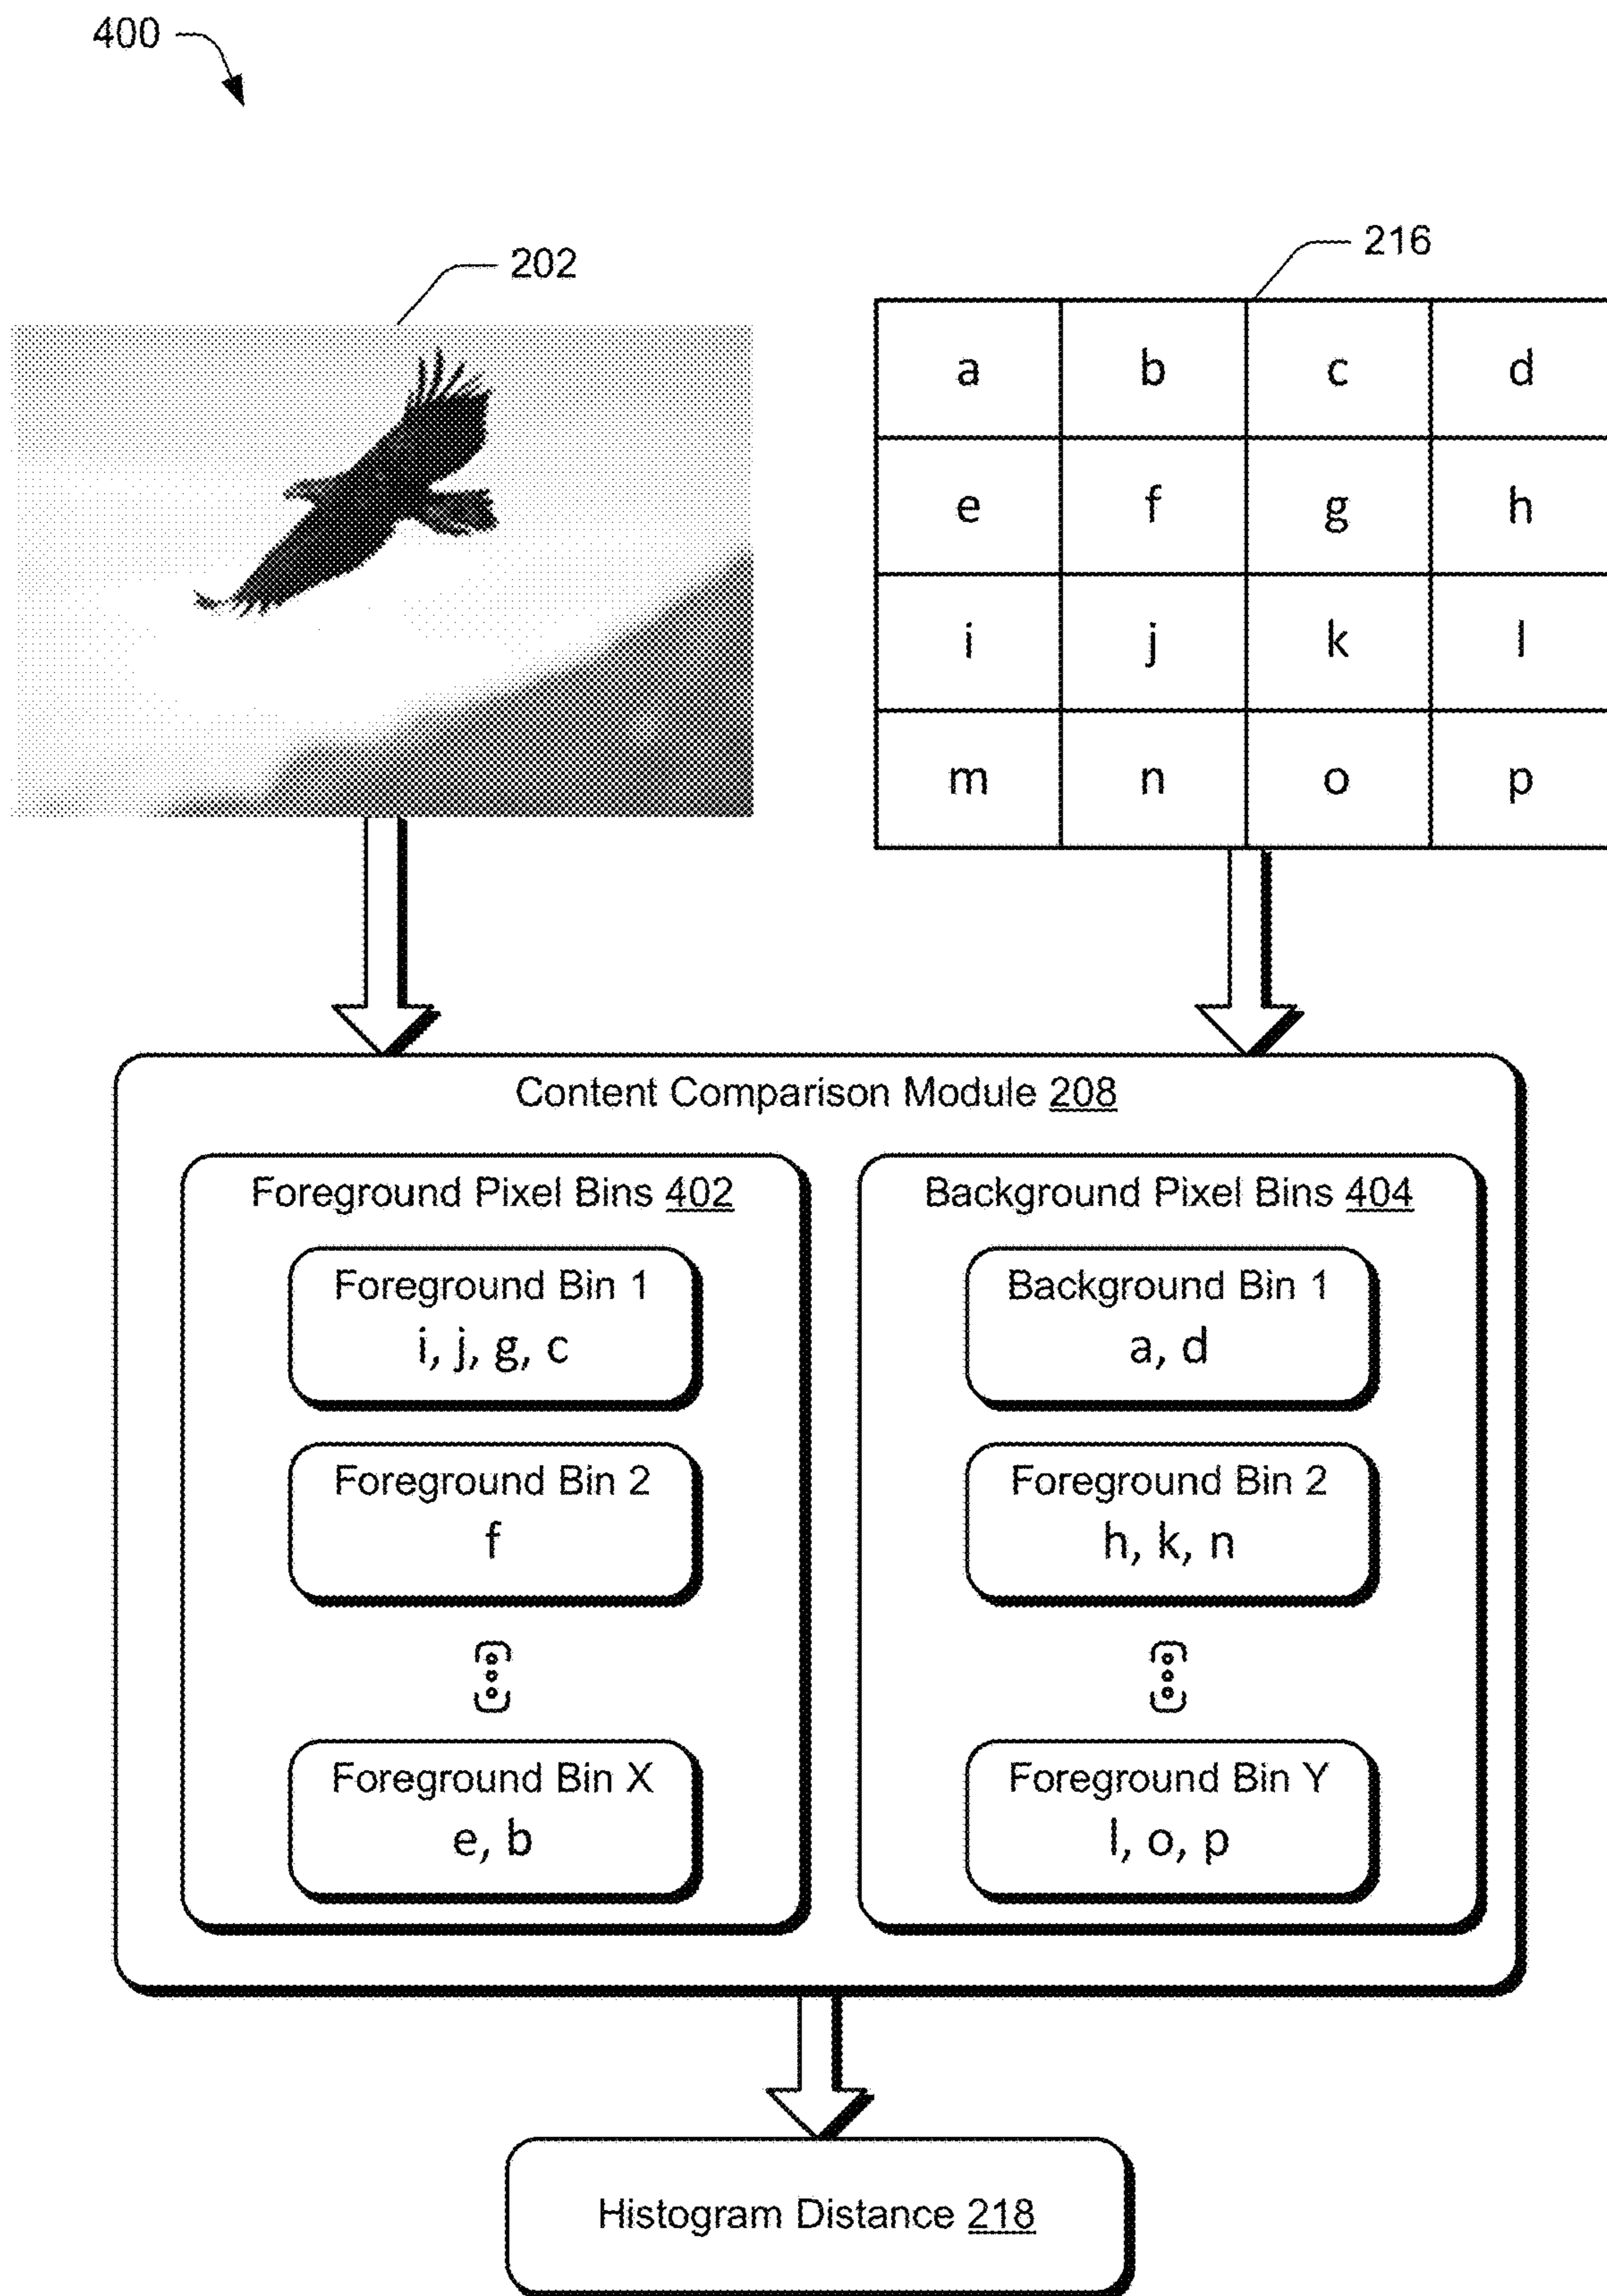 400
202
216
a b c d
e f g h
i j k l
m n o p
Content Comparison Module 208
Foreground Pixel Bins 402
Foreground Bin 1
i, j, g, c
Foreground Bin 2
f
Foreground Bin X
e, b
Background Pixel Bins 404
Background Bin 1
a, d
Foreground Bin 2
h, k, n
Foreground Bin Y
l, o, p
Histogram Distance 218